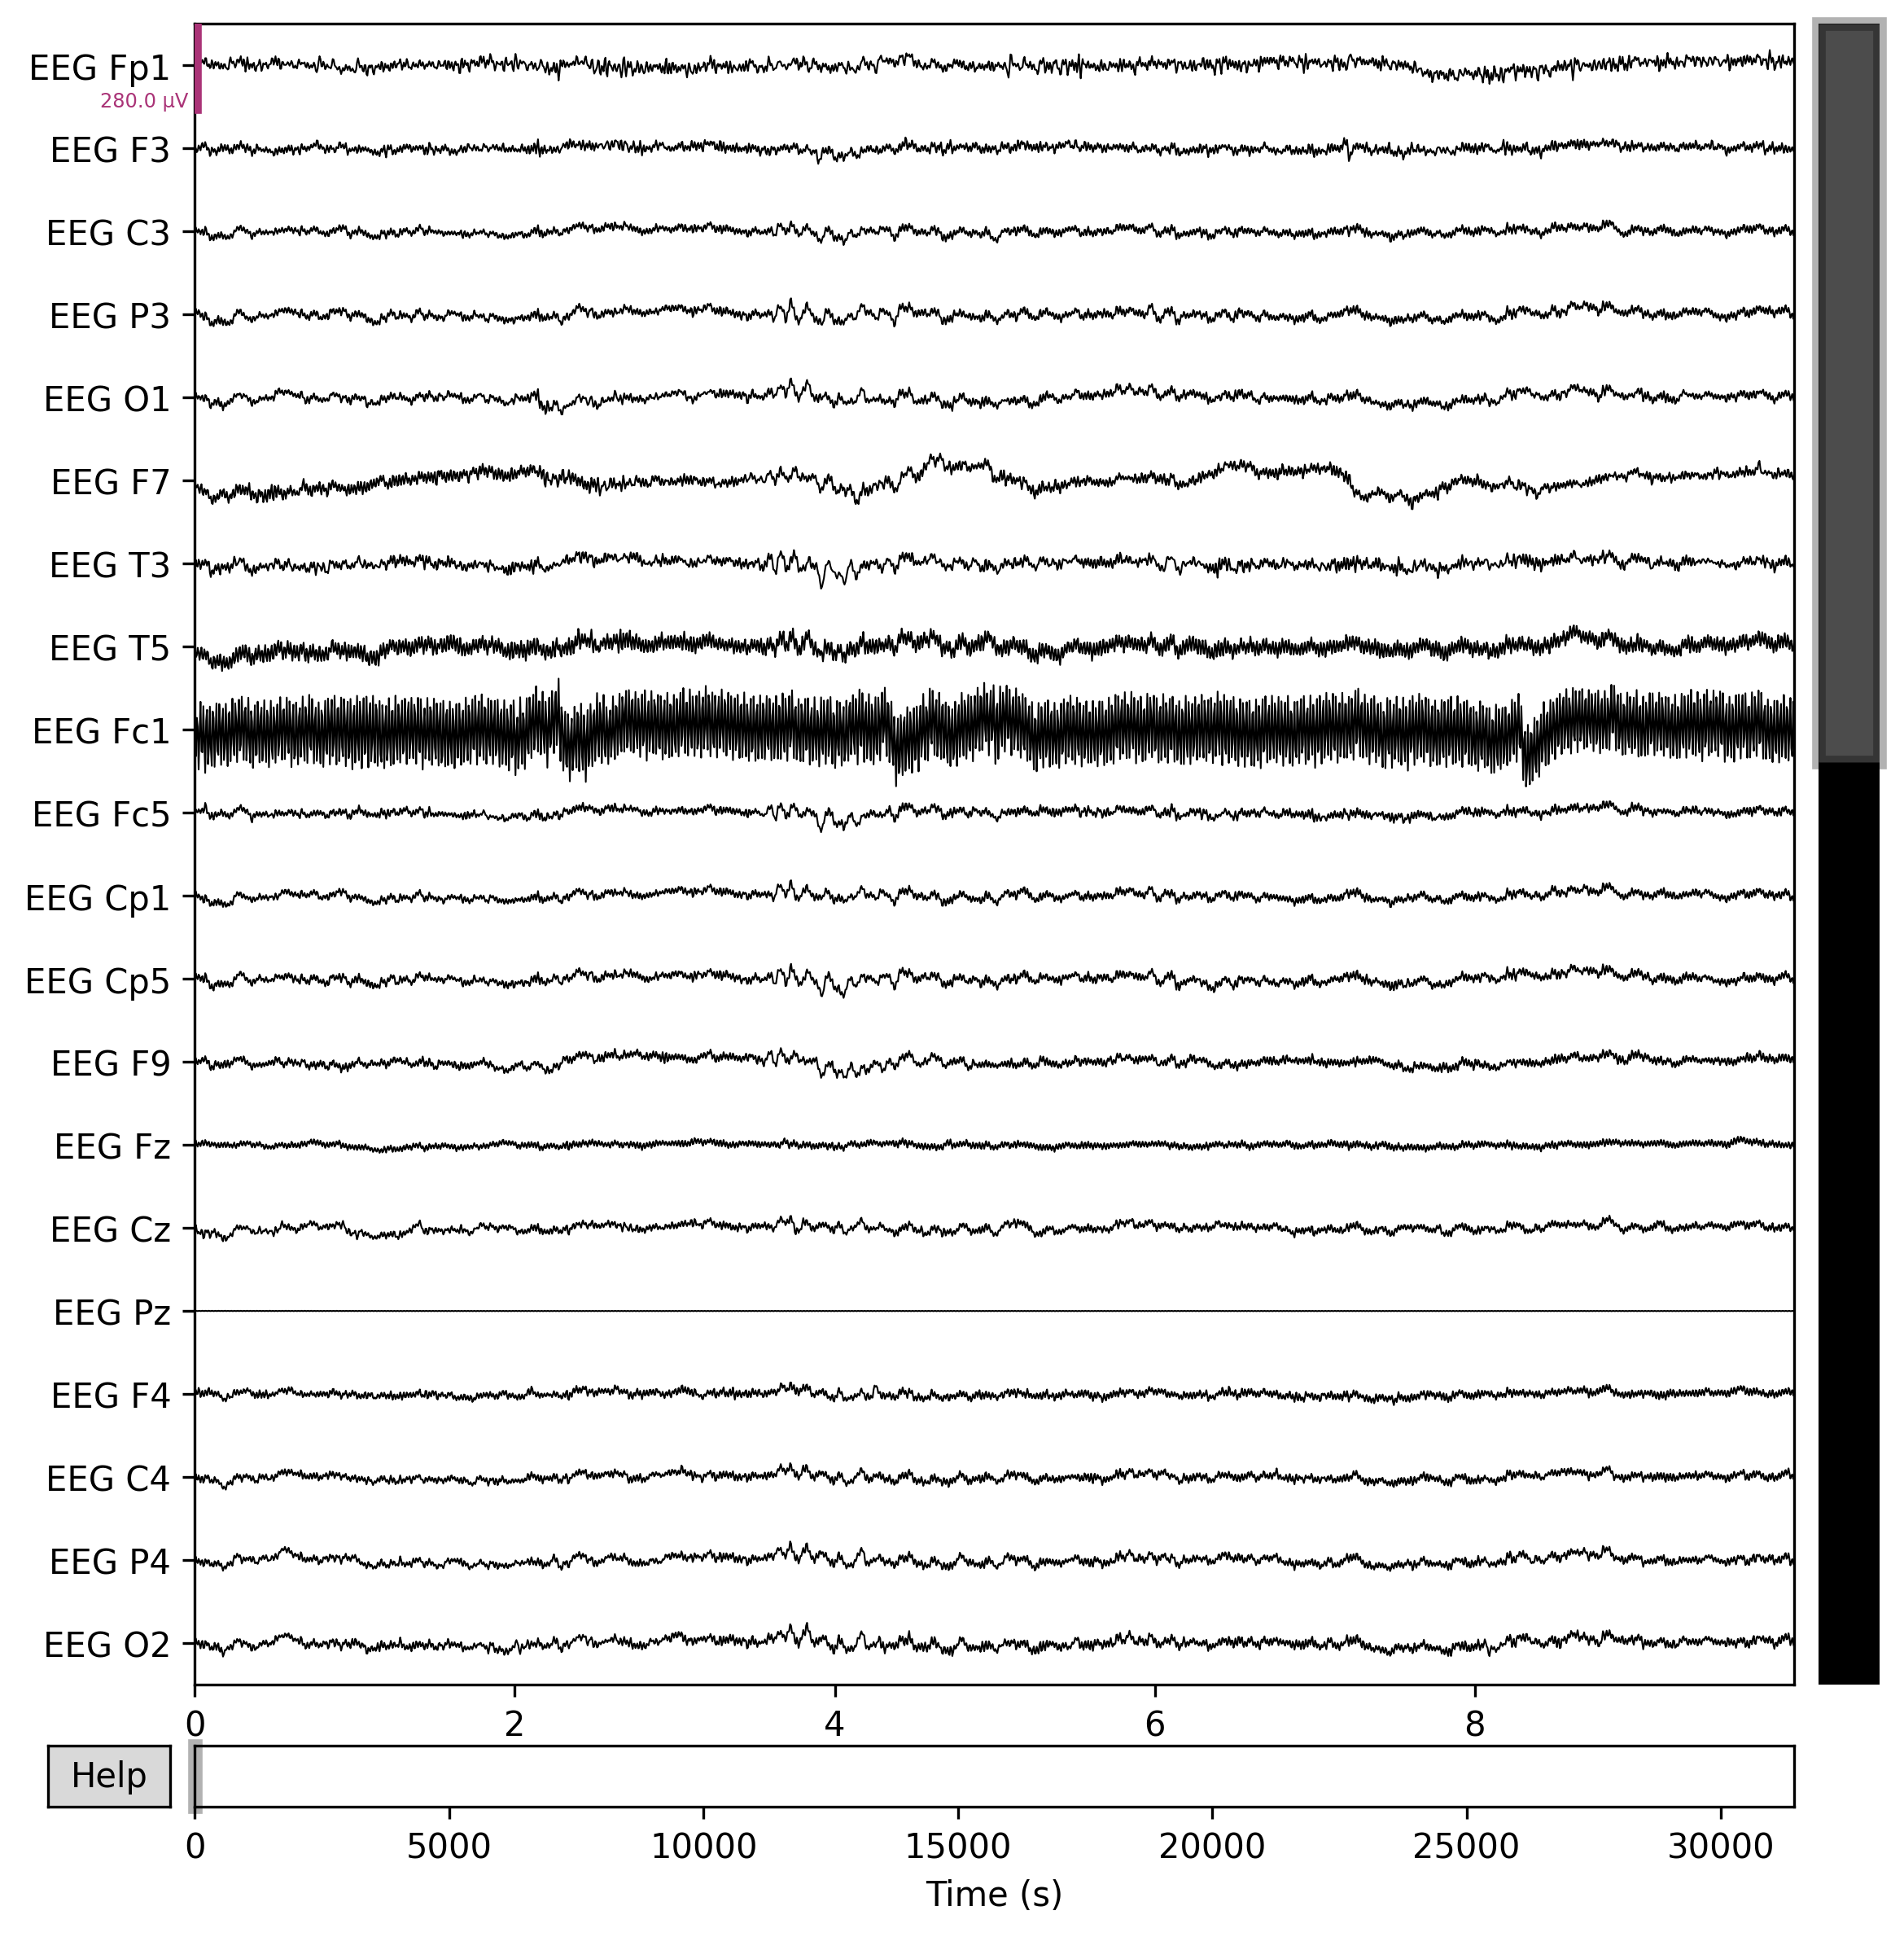 EEG Fp1
280.0 µV
EEG F3
EEG C3
EEG P3
EEG O1
EEG F7
EEG T3
EEG T5
EEG Fc1
EEG Fc5
EEG Cp1
EEG Cp5
EEG F9
EEG Fz
EEG Cz
EEG Pz
EEG F4
EEG C4
EEG P4
EEG O2
0 2 4 6 8
Help
0 5000 10000 15000 20000 25000 30000
Time (s)